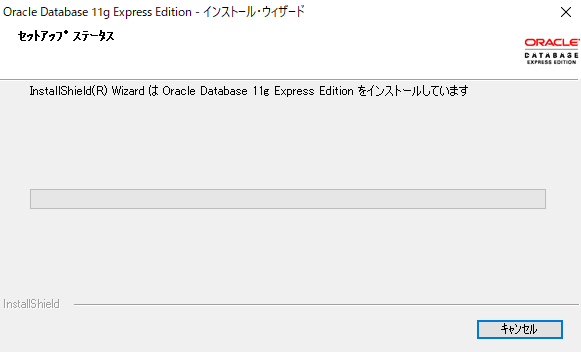 Oracle Database 11g Express Edition - インストール・ウィザード
セットアップ ステータス
ORACLE
DATABASE
EXPRESS EDITION
InstallShield(R) Wizard は Oracle Database 11g Express Edition をインストールしています
InstallShield
キャンセル